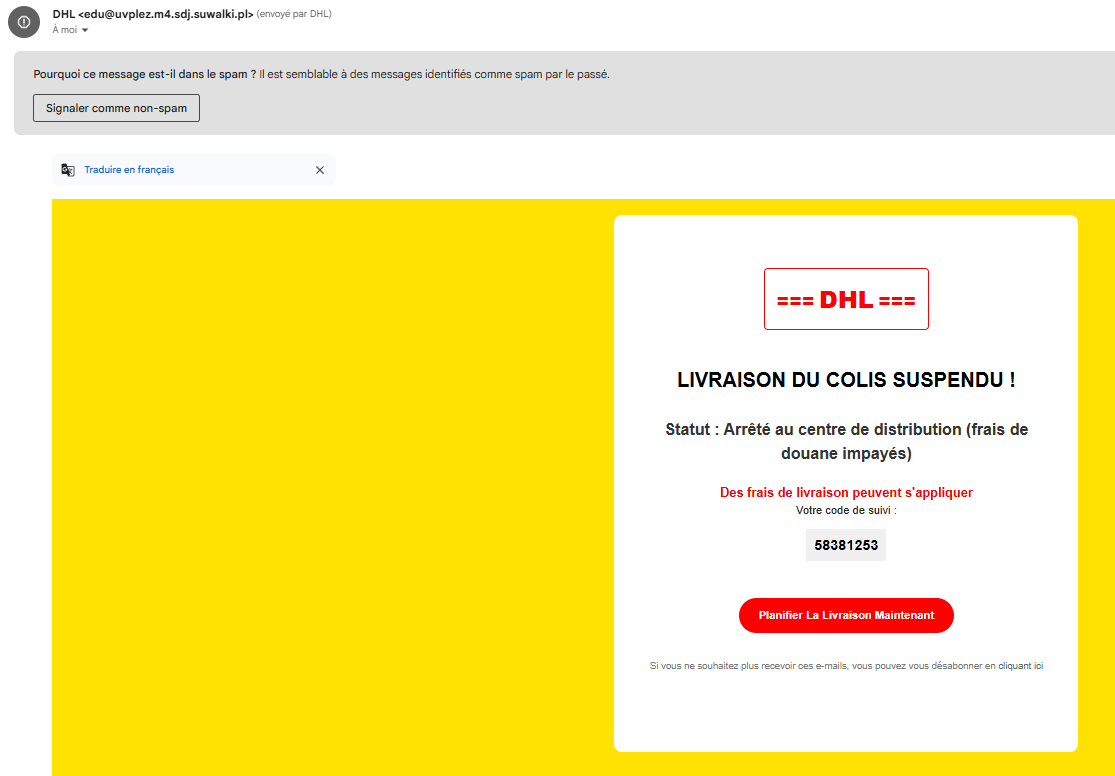 DHL <edu@uvplez.m4.sdj.suwalki.pl> (envoyé par DHL)
À moi
Pourquoi ce message est-il dans le spam ? Il est semblable à des messages identifiés comme spam par le passé.
Signaler comme non-spam
Traduire en français
=== DHL ===
LIVRAISON DU COLIS SUSPENDU !
Statut : Arrêté au centre de distribution (frais de
douane impayés)
Des frais de livraison peuvent s'appliquer
Votre code de suivi :
58381253
Planifier La Livraison Maintenant
Si vous ne souhaitez plus recevoir ces e-mails, vous pouvez vous désabonner en cliquant ici